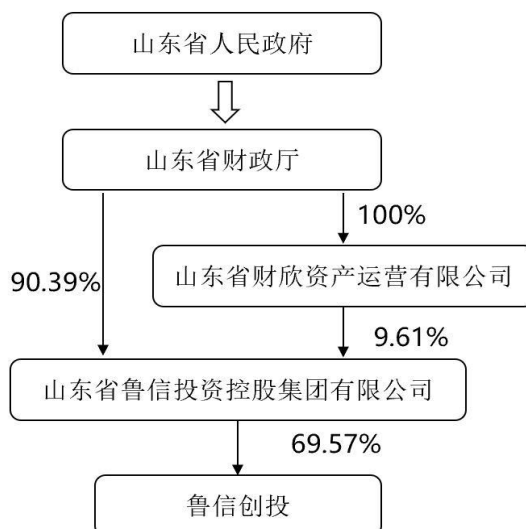 山东省人民政府
山东省财政厅
100%
90.39%
山东省财欣资产运营有限公司
9.61%
山东省鲁信投资控股集团有限公司
69.57%
鲁信创投